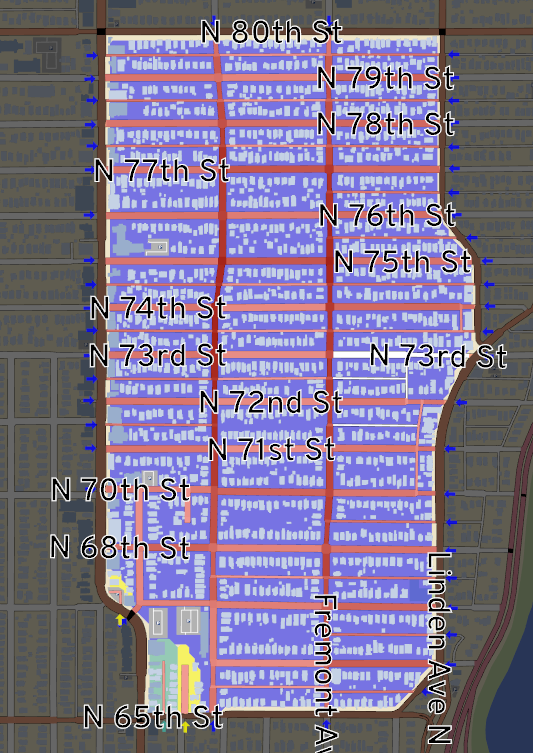 N 80th St
N 79th St
N 78th St
N 77th St
N 76th St
N 75th St
N 74th St
N 73rd St
N 73rd St
N 72nd St
N 71st St
N 70th St
N 68th St
Linden Ave N
Fremont Av
N 65th St